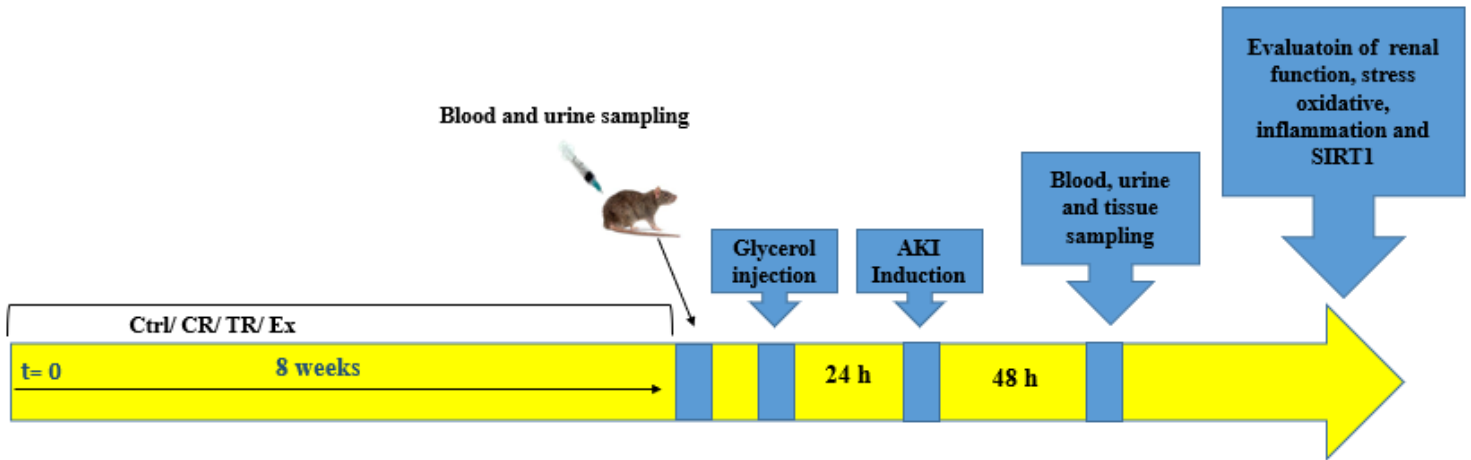 Evaluatoin of renal
function, stress
oxidative,
inflammation and
SIRT1
Blood and urine sampling
Blood, urine
and tissue
sampling
Glycerol
injection
AKI
Induction
Ctrl/ CR/ TR/ Ex
t= 0
8 weeks
24 h
48 h